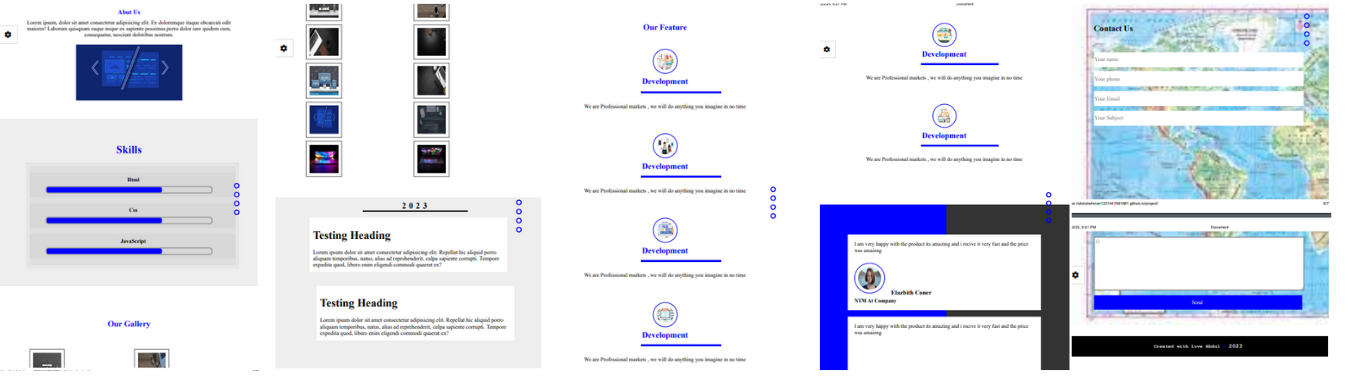 Abut Us
Lorem ipsum, dolor sit amet consectetur adipisicing elit. Ex doloremque itaque obcaecati odit
maiores! Laborum quisquam eaque neque ex sapiente possimus porro dolor iure quidem cum,
consequatur, nesciunt doloribus nostrum.
Skills
Html
Css
JavaScript
Our Gallery
2023
Testing Heading
Lorem ipsum dolor sit amet consectetur adipisicing elit. Repellat hic aliquid
aliquam temporibus, natus, alias ad reprehenderit, culpa sapiente corrupti. Tempore
expedita quod, libero enim eligendi commodi quaerat ex?
Testing Heading
Lorem ipsum dolor sit amet consectetur adipisicing elit. Repellat hic aliquid
aliquam temporibus, natus, alias ad reprehenderit, culpa sapiente corrupti. Tempore
expedita quod, libero enim eligendi commodi quaerat ex?
Our Feature
Development
We are Professional markets , we will do anything you imagine in no time
Development
We are Professional markets , we will do anything you imagine in no time
Development
We are Professional markets , we will do anything you imagine in no time
Development
We are Professional markets , we will do anything you imagine in no time
Document
Development
We are Professional markets , we will do anything you imagine in no time
Development
We are Professional markets , we will do anything you imagine in no time
I am very happy with the product its amazing and i recive it very fast and the price
was amazing
Elazbith Coner
NTM At Company
I am very happy with the product its amazing and i recive it very fast and the price
was amazing
Contact Us
Your name
Your phone
Your Email
Your Subject
6/7
Document
Send
Created with Love Abdul - 2023